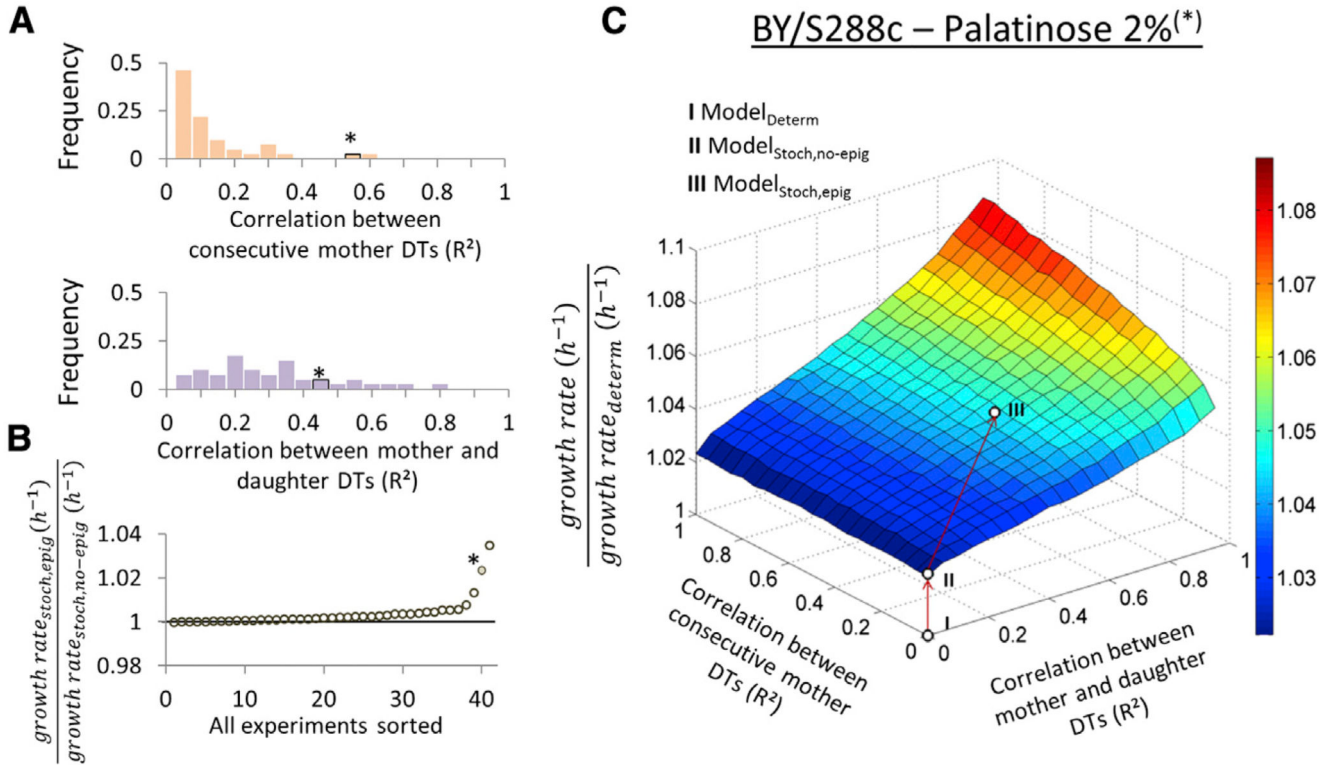 A
Frequency
0.5
0.25
0
*
0 0.2 0.4 0.6 0.8 1
Correlation between
consecutive mother DTs (R²)
Frequency
0.5
0.25
0
*
0 0.2 0.4 0.6 0.8 1
Correlation between mother and
daughter DTs (R²)
B
growth rate_stoch,epig (h⁻¹)
growth rate_stoch,no−epig (h⁻¹)
1.04
1.02
1
0.98
*
0 10 20 30 40
All experiments sorted
C
BY/S288c – Palatinose 2%(*)
I Model_Determ
II Model_Stoch,no-epig
III Model_Stoch,epig
growth rate (h⁻¹)
growth rate_determ (h⁻¹)
1.1
1.08
1.06
1.04
1.02
1
1 0.8 0.6 0.4 0.2 0
Correlation between
consecutive mother
DTs (R²)
0 0.2 0.4 0.6 0.8 1
Correlation between
mother and daughter
DTs (R²)
III
II
I
1.08
1.07
1.06
1.05
1.04
1.03